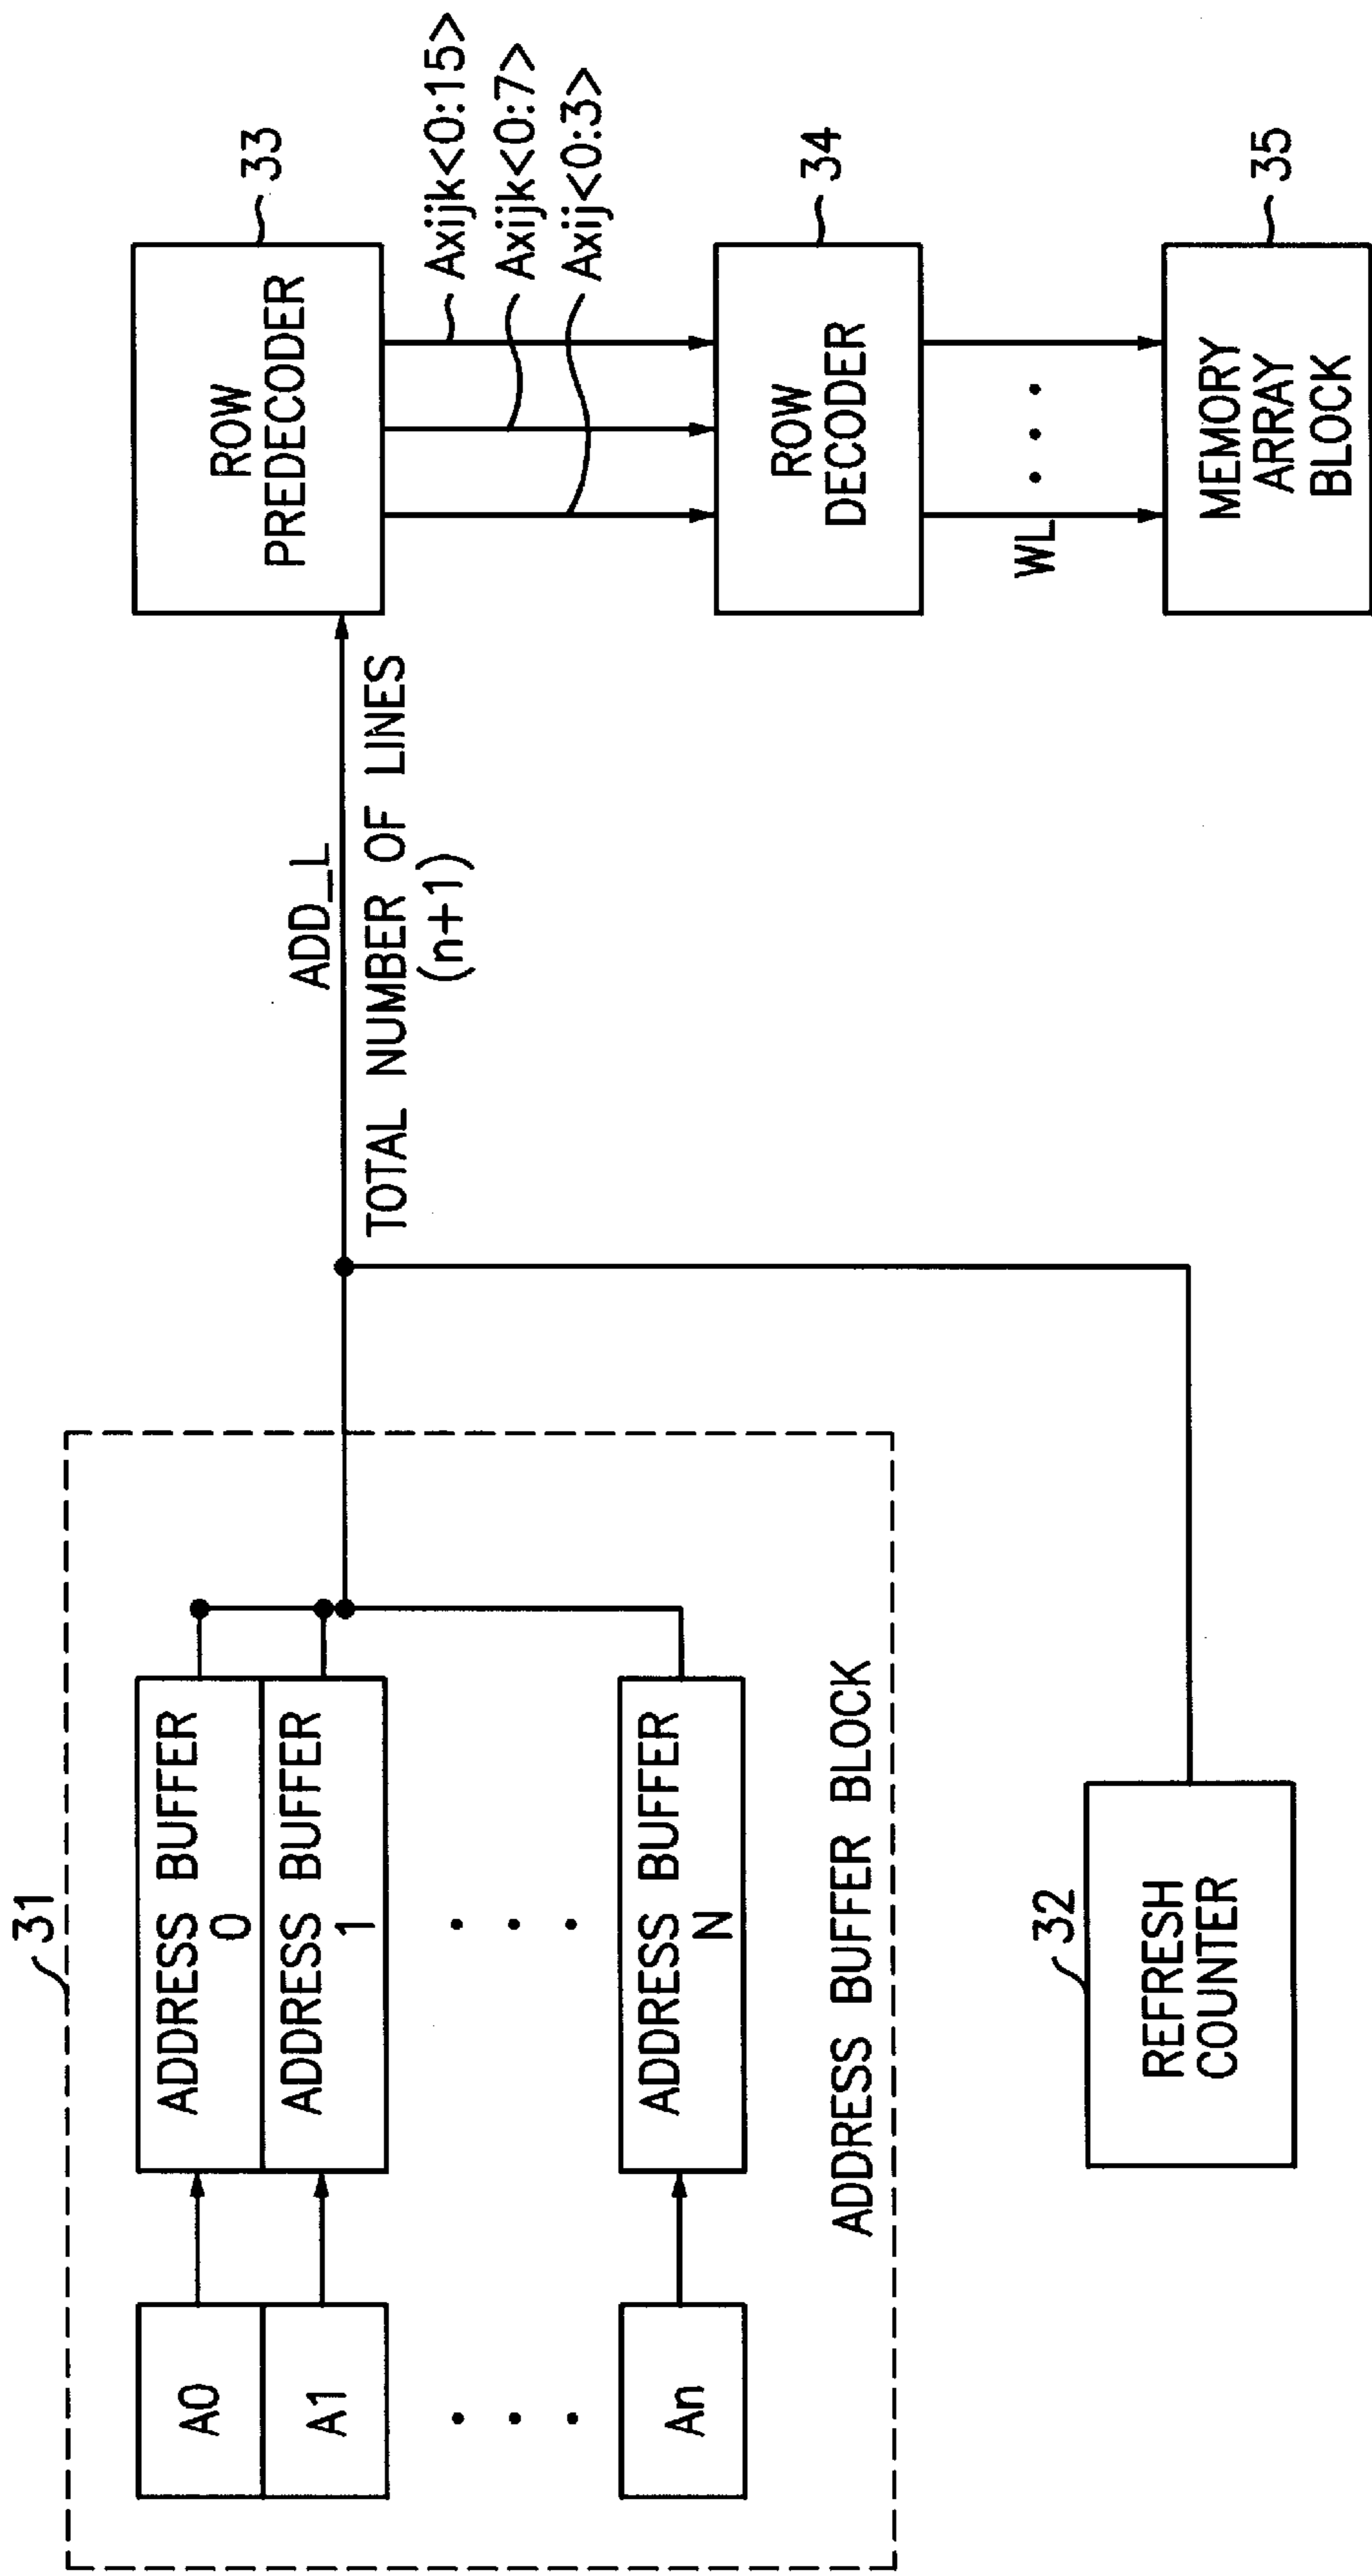 31
A0
ADDRESS BUFFER
0
A1
ADDRESS BUFFER
1
An
ADDRESS BUFFER
N
ADDRESS BUFFER BLOCK
32
REFRESH
COUNTER
ADD_L
TOTAL NUMBER OF LINES
(n+1)
33
ROW
PREDECODER
Axijk<0:15>
Axijk<0:7>
Axij<0:3>
34
ROW
DECODER
WL
35
MEMORY
ARRAY
BLOCK